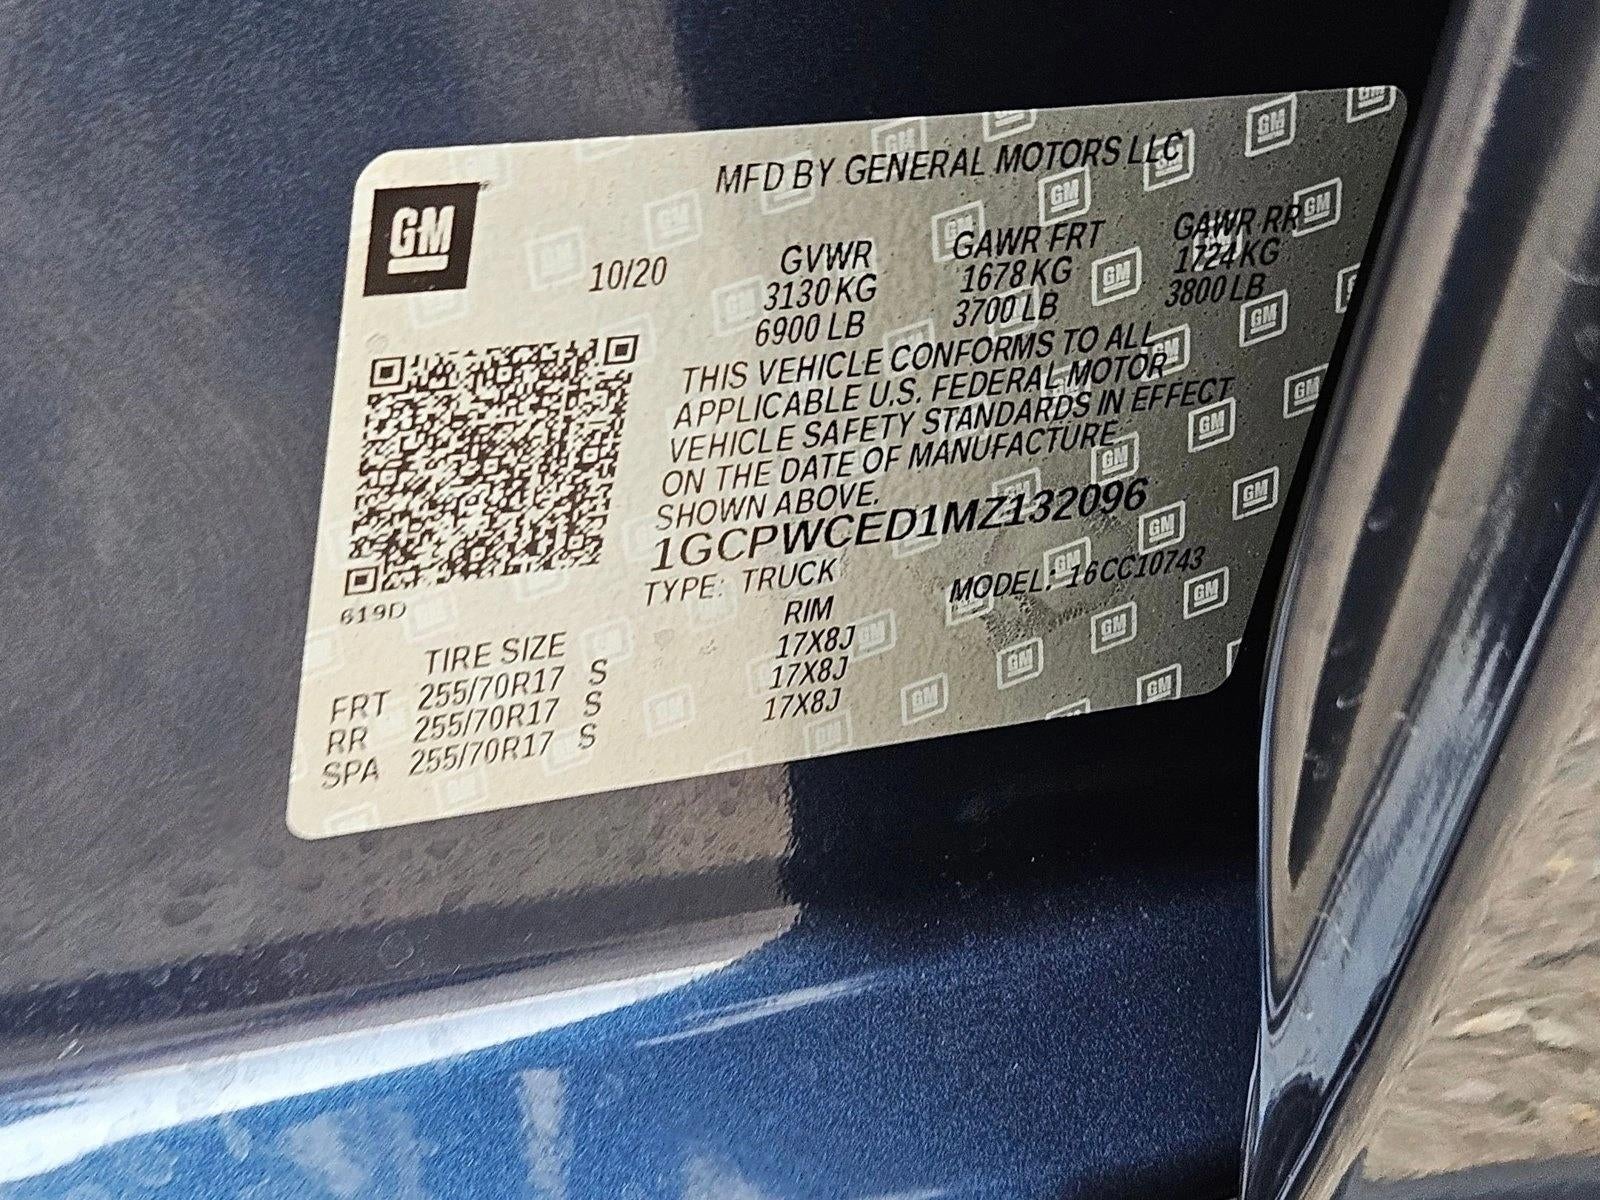 MFD BY GENERAL MOTORS LLC
GM
10/20
GVWR GAWR FRT GAWR RR
3130 KG 1678 KG 1724 KG
6900 LB 3700 LB 3800 LB
THIS VEHICLE CONFORMS TO ALL
APPLICABLE U.S. FEDERAL MOTOR
VEHICLE SAFETY STANDARDS IN EFFECT
ON THE DATE OF MANUFACTURE
SHOWN ABOVE.
1GCPWCED1MZ132096
TYPE: TRUCK MODEL: 16CC10743
619D
TIRE SIZE RIM
FRT 255/70R17 S 17X8J
RR 255/70R17 S 17X8J
SPA 255/70R17 S 17X8J